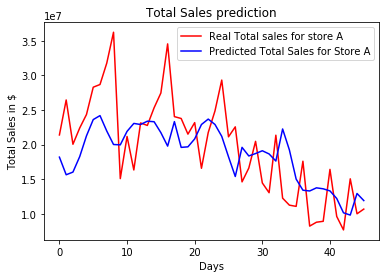 Total Sales prediction
1e7
Real Total sales for store A
Predicted Total Sales for Store A
3.5
3.0
2.5
2.0
1.5
1.0
Total Sales in $
0
10
20
30
40
Days